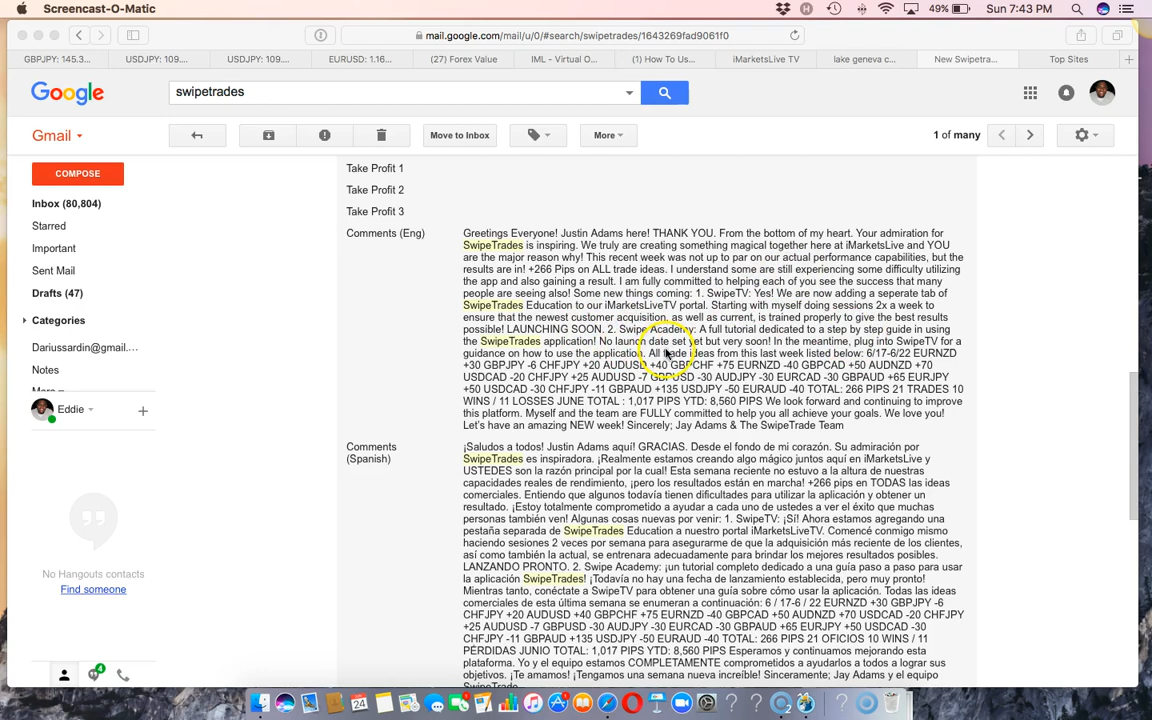 Screencast-O-Matic
49%
Sun 7:43 PM
mail.google.com/mail/u/0/#search/swipetrades/1643269fad9061f0
GBPJPY: 145.3...
USDJPY: 109....
USDJPY: 109....
EURUSD: 1.16...
(27) Forex Value
IML - Virtual O...
(1) How To Us...
iMarketsLive TV
lake geneva c...
New Swipetra...
Top Sites
Google
swipetrades
Gmail
Move to Inbox
More
1 of many
COMPOSE
Inbox (80,804)
Starred
Important
Sent Mail
Drafts (47)
Categories
Dariussardin@gmail....
Notes
More
Eddie
No Hangouts contacts
Find someone
4
Take Profit 1
Take Profit 2
Take Profit 3
Comments (Eng)
Greetings Everyone! Justin Adams here! THANK YOU. From the bottom of my heart. Your admiration for
SwipeTrades is inspiring. We truly are creating something magical together here at iMarketsLive and YOU
are the major reason why! This recent week was not up to par on our actual performance capabilities, but the
results are in! +266 Pips on ALL trade ideas. I understand some are still experiencing some difficulty utilizing
the app and also gaining a result. I am fully committed to helping each of you see the success that many
people are seeing also! Some new things coming: 1. SwipeTV: Yes! We are now adding a seperate tab of
SwipeTrades Education to our iMarketsLiveTV portal. Starting with myself doing sessions 2x a week to
ensure that the newest customer acquisition, as well as current, is trained properly to give the best results
possible! LAUNCHING SOON. 2. Swipe Academy: A full tutorial dedicated to a step by step guide in using
the SwipeTrades application! No launch date set yet but very soon! In the meantime, plug into SwipeTV for a
guidance on how to use the application. All trade ideas from this last week listed below: 6/17-6/22 EURNZD
+30 GBPJPY -6 CHFJPY +20 AUDUSD +40 GBPCHF +75 EURNZD -40 GBPCAD +50 AUDNZD +70
USDCAD -20 CHFJPY +25 AUDUSD -7 GBPUSD -30 AUDJPY -30 EURCAD -30 GBPAUD +65 EURJPY
+50 USDCAD -30 CHFJPY -11 GBPAUD +135 USDJPY -50 EURAUD -40 TOTAL: 266 PIPS 21 TRADES 10
WINS / 11 LOSSES JUNE TOTAL : 1,017 PIPS YTD: 8,560 PIPS We look forward and continuing to improve
this platform. Myself and the team are FULLY committed to help you all achieve your goals. We love you!
Let's have an amazing NEW week! Sincerely; Jay Adams & The SwipeTrade Team
Comments
(Spanish)
¡Saludos a todos! Justin Adams aquí! GRACIAS. Desde el fondo de mi corazón. Su admiración por
SwipeTrades es inspiradora. ¡Realmente estamos creando algo mágico juntos aquí en iMarketsLive y
USTEDES son la razón principal por la cual! Esta semana reciente no estuvo a la altura de nuestras
capacidades reales de rendimiento, ¡pero los resultados están en marcha! +266 pips en TODAS las ideas
comerciales. Entiendo que algunos todavía tienen dificultades para utilizar la aplicación y obtener un
resultado. ¡Estoy totalmente comprometido a ayudar a cada uno de ustedes a ver el éxito que muchas
personas también ven! Algunas cosas nuevas por venir: 1. SwipeTV: ¡Sí! Ahora estamos agregando una
pestaña separada de SwipeTrades Education a nuestro portal iMarketsLiveTV. Comencé conmigo mismo
haciendo sesiones 2 veces por semana para asegurarme de que la adquisición más reciente de los clientes,
así como también la actual, se entrenara adecuadamente para brindar los mejores resultados posibles.
LANZANDO PRONTO. 2. Swipe Academy: ¡un tutorial completo dedicado a una guía paso a paso para usar
la aplicación SwipeTrades! ¡Todavía no hay una fecha de lanzamiento establecida, pero muy pronto!
Mientras tanto, conéctate a SwipeTV para obtener una guía sobre cómo usar la aplicación. Todas las ideas
comerciales de esta última semana se enumeran a continuación: 6 / 17-6 / 22 EURNZD +30 GBPJPY -6
CHFJPY +20 AUDUSD +40 GBPCHF +75 EURNZD -40 GBPCAD +50 AUDNZD +70 USDCAD -20 CHFJPY
+25 AUDUSD -7 GBPUSD -30 AUDJPY -30 EURCAD -30 GBPAUD +65 EURJPY +50 USDCAD -30
CHFJPY -11 GBPAUD +135 USDJPY -50 EURAUD -40 TOTAL: 266 PIPS 21 OFICIOS 10 WINS / 11
PÉRDIDAS JUNIO TOTAL: 1,017 PIPS YTD: 8,560 PIPS Esperamos y continuamos mejorando esta
plataforma. Yo y el equipo estamos COMPLETAMENTE comprometidos a ayudarlos a todos a lograr sus
objetivos. ¡Te amamos! ¡Tengamos una semana nueva increíble! Sinceramente; Jay Adams y el equipo
SwipeTrade